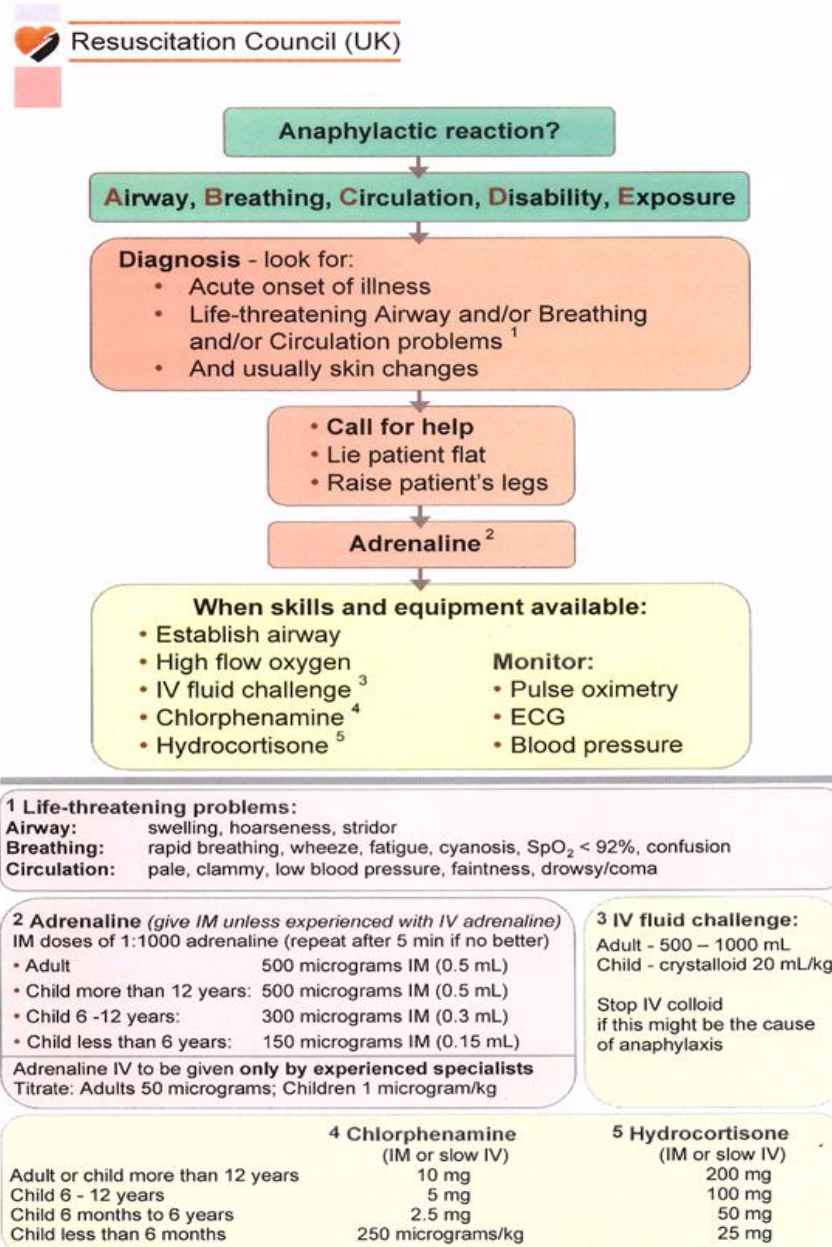 Resuscitation Council (UK)
Anaphylactic reaction?
Airway, Breathing, Circulation, Disability, Exposure
Diagnosis - look for:
• Acute onset of illness
• Life-threatening Airway and/or Breathing
and/or Circulation problems 1
• And usually skin changes
• Call for help
• Lie patient flat
• Raise patient's legs
Adrenaline 2
When skills and equipment available:
• Establish airway
• High flow oxygen
• IV fluid challenge 3
• Chlorphenamine 4
• Hydrocortisone 5
Monitor:
• Pulse oximetry
• ECG
• Blood pressure
1 Life-threatening problems:
Airway: swelling, hoarseness, stridor
Breathing: rapid breathing, wheeze, fatigue, cyanosis, SpO₂ < 92%, confusion
Circulation: pale, clammy, low blood pressure, faintness, drowsy/coma
2 Adrenaline (give IM unless experienced with IV adrenaline)
IM doses of 1:1000 adrenaline (repeat after 5 min if no better)
• Adult 500 micrograms IM (0.5 mL)
• Child more than 12 years: 500 micrograms IM (0.5 mL)
• Child 6 -12 years: 300 micrograms IM (0.3 mL)
• Child less than 6 years: 150 micrograms IM (0.15 mL)
Adrenaline IV to be given only by experienced specialists
Titrate: Adults 50 micrograms; Children 1 microgram/kg
3 IV fluid challenge:
Adult - 500 – 1000 mL
Child - crystalloid 20 mL/kg
Stop IV colloid
if this might be the cause
of anaphylaxis
4 Chlorphenamine 5 Hydrocortisone
(IM or slow IV) (IM or slow IV)
Adult or child more than 12 years 10 mg 200 mg
Child 6 - 12 years 5 mg 100 mg
Child 6 months to 6 years 2.5 mg 50 mg
Child less than 6 months 250 micrograms/kg 25 mg